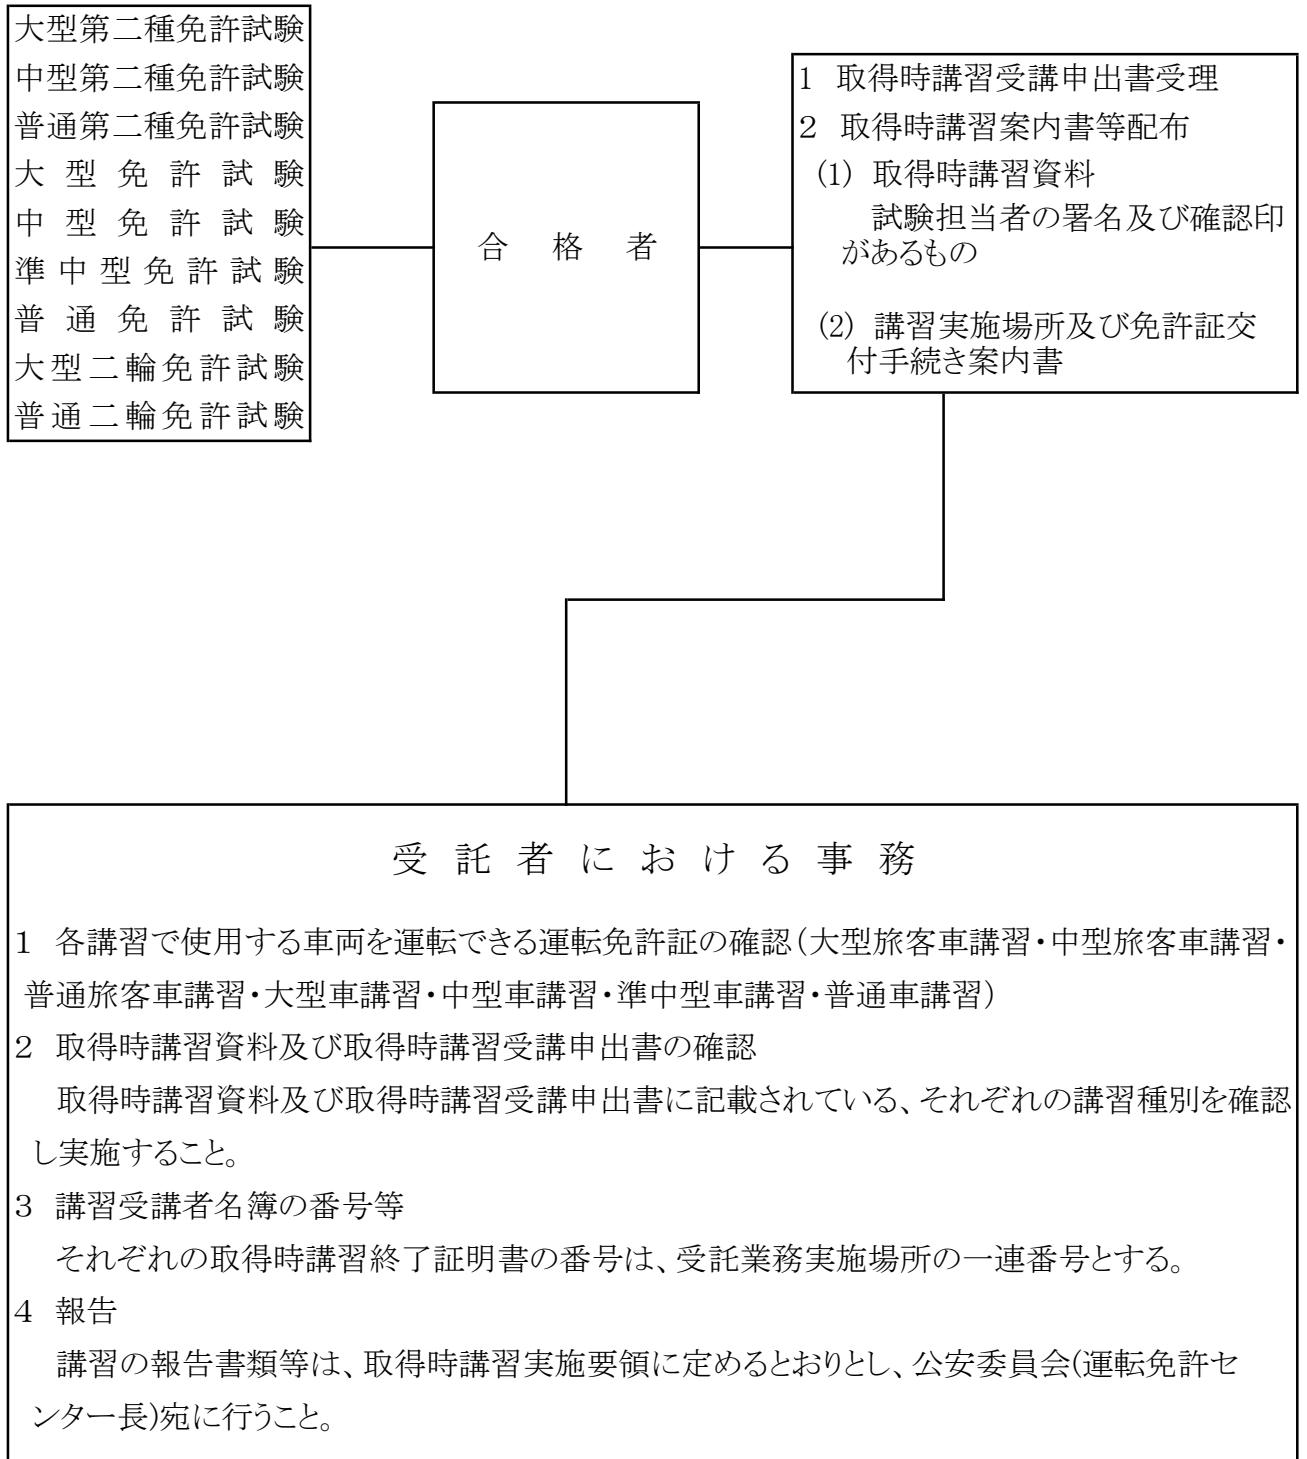 大型第二種免許試験
中型第二種免許試験
普通第二種免許試験
大型免許試験
中型免許試験
準中型免許試験
普通免許試験
大型二輪免許試験
普通二輪免許試験
合格者
1 取得時講習受講申出書受理
2 取得時講習案内書等配布
(1) 取得時講習資料
試験担当者の署名及び確認印
があるもの
(2) 講習実施場所及び免許証交
付手続き案内書
受託者における事務
1 各講習で使用する車両を運転できる運転免許証の確認(大型旅客車講習・中型旅客車講習・
普通旅客車講習・大型車講習・中型車講習・準中型車講習・普通車講習)
2 取得時講習資料及び取得時講習受講申出書の確認
取得時講習資料及び取得時講習受講申出書に記載されている、それぞれの講習種別を確認
し実施すること。
3 講習受講者名簿の番号等
それぞれの取得時講習終了証明書の番号は、受託業務実施場所の一連番号とする。
4 報告
講習の報告書類等は、取得時講習実施要領に定めるとおりとし、公安委員会(運転免許セ
ンター長)宛に行うこと。